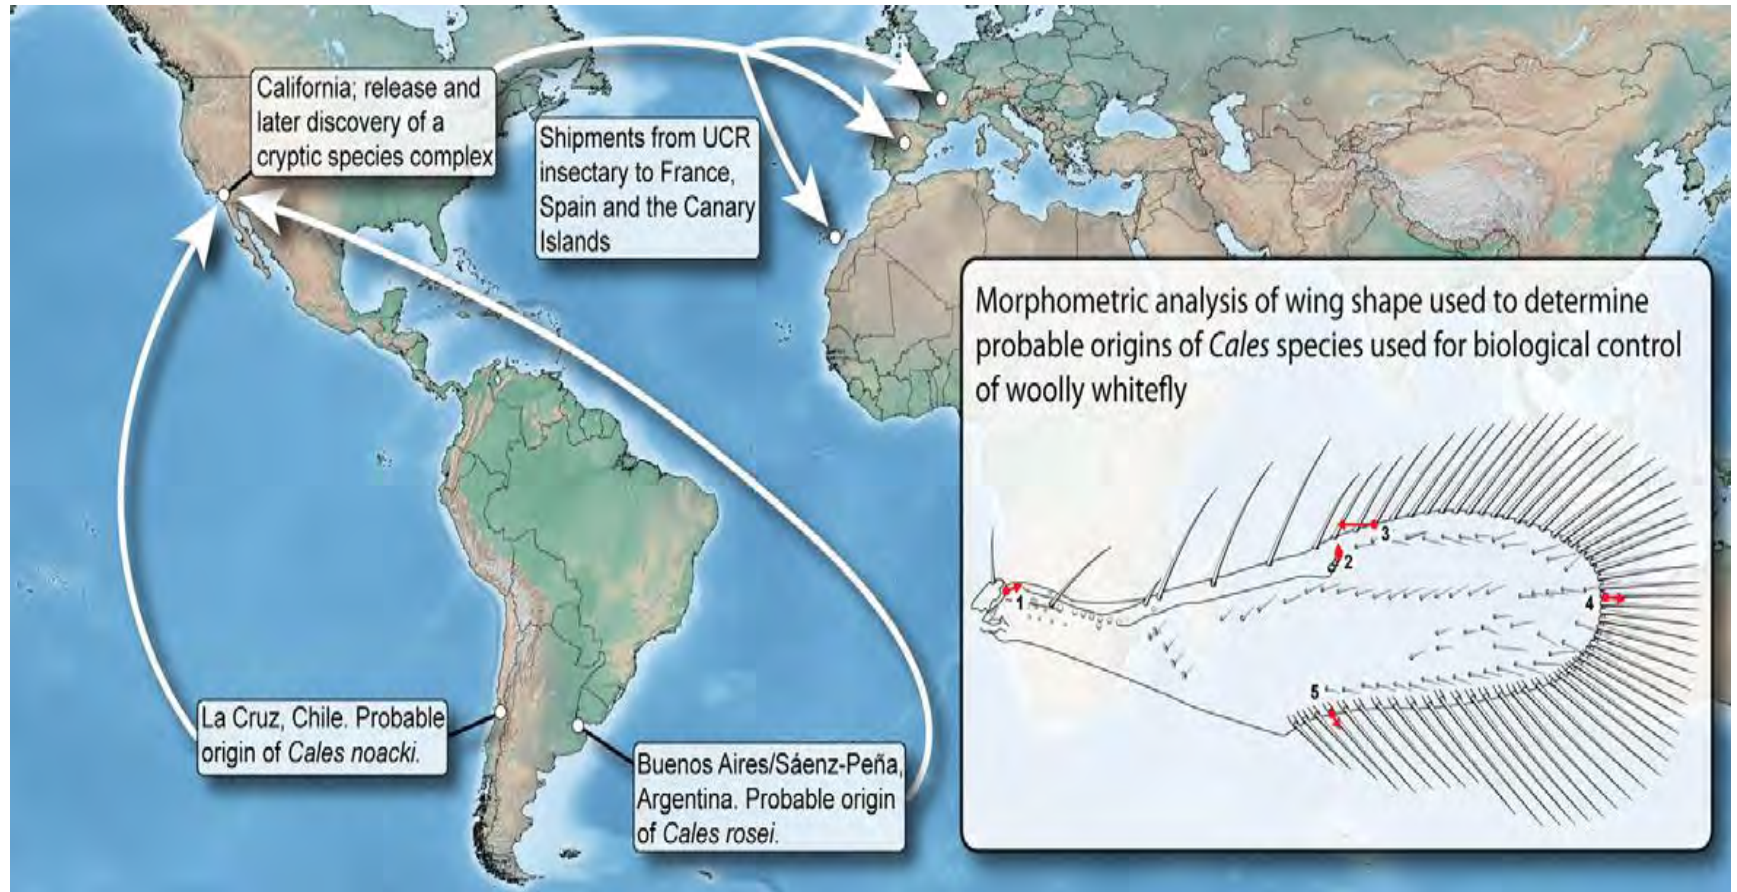 California; release and
later discovery of a
cryptic species complex
Shipments from UCR
insectary to France,
Spain and the Canary
Islands
Morphometric analysis of wing shape used to determine
probable origins of Cales species used for biological control
of woolly whitefly
1
2
3
4
5
La Cruz, Chile. Probable
origin of Cales noacki.
Buenos Aires/Sáenz-Peña,
Argentina. Probable origin
of Cales rosei.